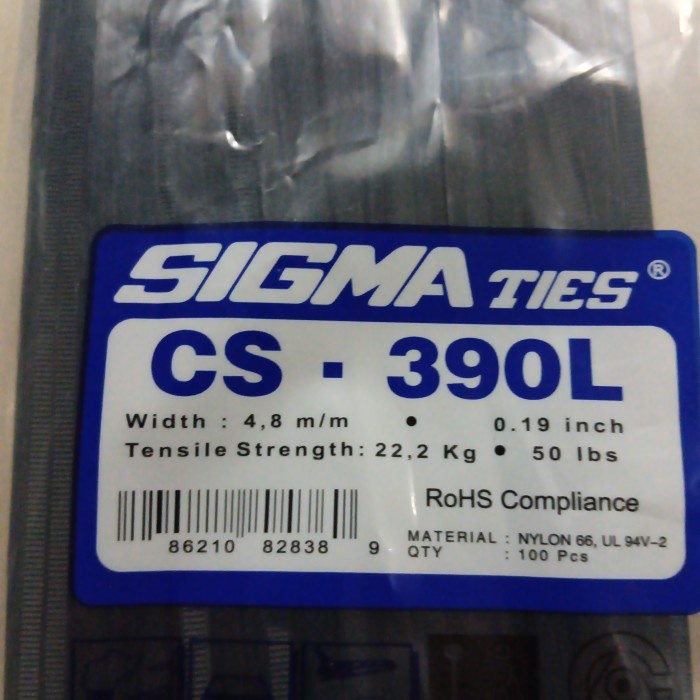 SIGMA TIES ®
CS - 390L
Width : 4,8 m/m • 0.19 inch
Tensile Strength: 22,2 Kg • 50 lbs
RoHS Compliance
86210 82838 9
MATERIAL : NYLON 66, UL 94V-2
QTY : 100 Pcs